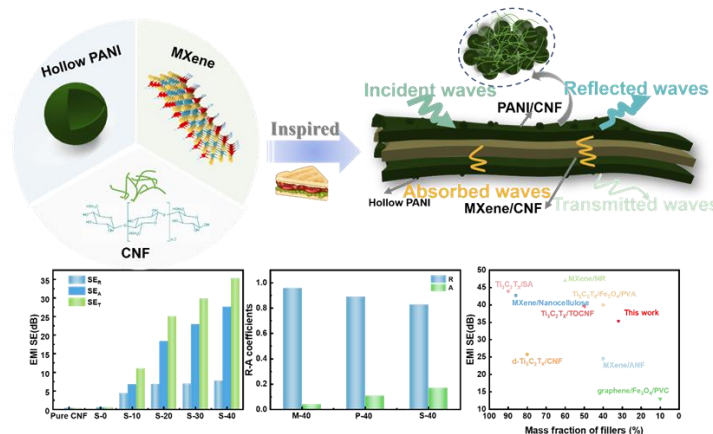 Hollow PANI
MXene
CNF
Inspired
Incident waves
Reflected waves
PANI/CNF
Absorbed waves
Hollow PANI
MXene/CNF
Transmitted waves
EMI SE(dB)
35
30
25
20
15
10
5
0
SE_R
SE_A
SE_T
Pure CNF S-0 S-10 S-20 S-30 S-40
R-A coefficients
1.0
0.8
0.6
0.4
0.2
0.0
R
A
M-40 P-40 S-40
EMI SE(dB)
50
45
40
35
30
25
20
15
10
MXene/NR
Ti₃C₂Tₓ/SA
Ti₃C₂Tₓ/Fe₃O₄/PVA
MXene/Nanocellulose
Ti₃C₂Tₓ/TOCNF
This work
d-Ti₃C₂Tₓ/CNF
MXene/ANF
graphene/Fe₃O₄/PVC
100 90 80 70 60 50 40 30 20 10 0
Mass fraction of fillers (%)